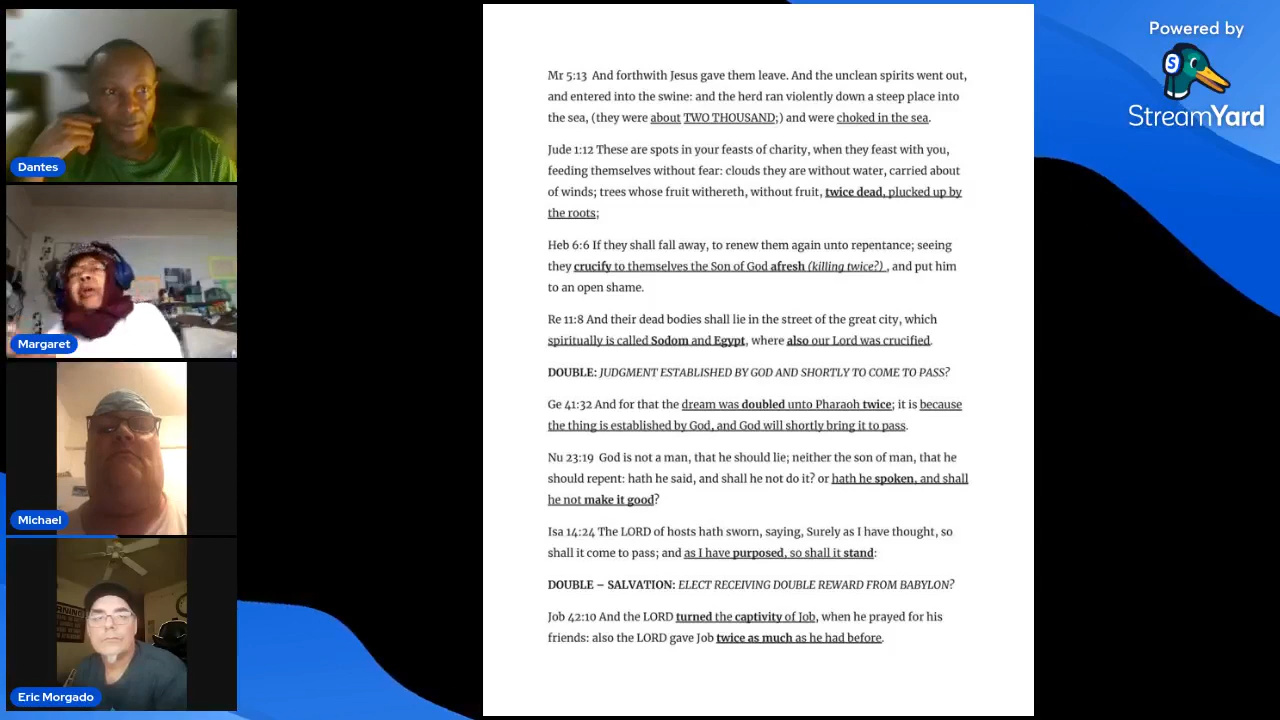 Dantes
Margaret
Michael
Eric Morgado
Mr 5:13  And forthwith Jesus gave them leave. And the unclean spirits went out,
and entered into the swine: and the herd ran violently down a steep place into
the sea, (they were about TWO THOUSAND;) and were choked in the sea.
Jude 1:12 These are spots in your feasts of charity, when they feast with you,
feeding themselves without fear: clouds they are without water, carried about
of winds; trees whose fruit withereth, without fruit, twice dead, plucked up by
the roots;
Heb 6:6 If they shall fall away, to renew them again unto repentance; seeing
they crucify to themselves the Son of God afresh (killing twice?) , and put him
to an open shame.
Re 11:8 And their dead bodies shall lie in the street of the great city, which
spiritually is called Sodom and Egypt, where also our Lord was crucified.
DOUBLE: JUDGMENT ESTABLISHED BY GOD AND SHORTLY TO COME TO PASS?
Ge 41:32 And for that the dream was doubled unto Pharaoh twice; it is because
the thing is established by God, and God will shortly bring it to pass.
Nu 23:19  God is not a man, that he should lie; neither the son of man, that he
should repent: hath he said, and shall he not do it? or hath he spoken, and shall
he not make it good?
Isa 14:24 The LORD of hosts hath sworn, saying, Surely as I have thought, so
shall it come to pass; and as I have purposed, so shall it stand:
DOUBLE – SALVATION: ELECT RECEIVING DOUBLE REWARD FROM BABYLON?
Job 42:10 And the LORD turned the captivity of Job, when he prayed for his
friends: also the LORD gave Job twice as much as he had before.
Powered by
S
StreamYard